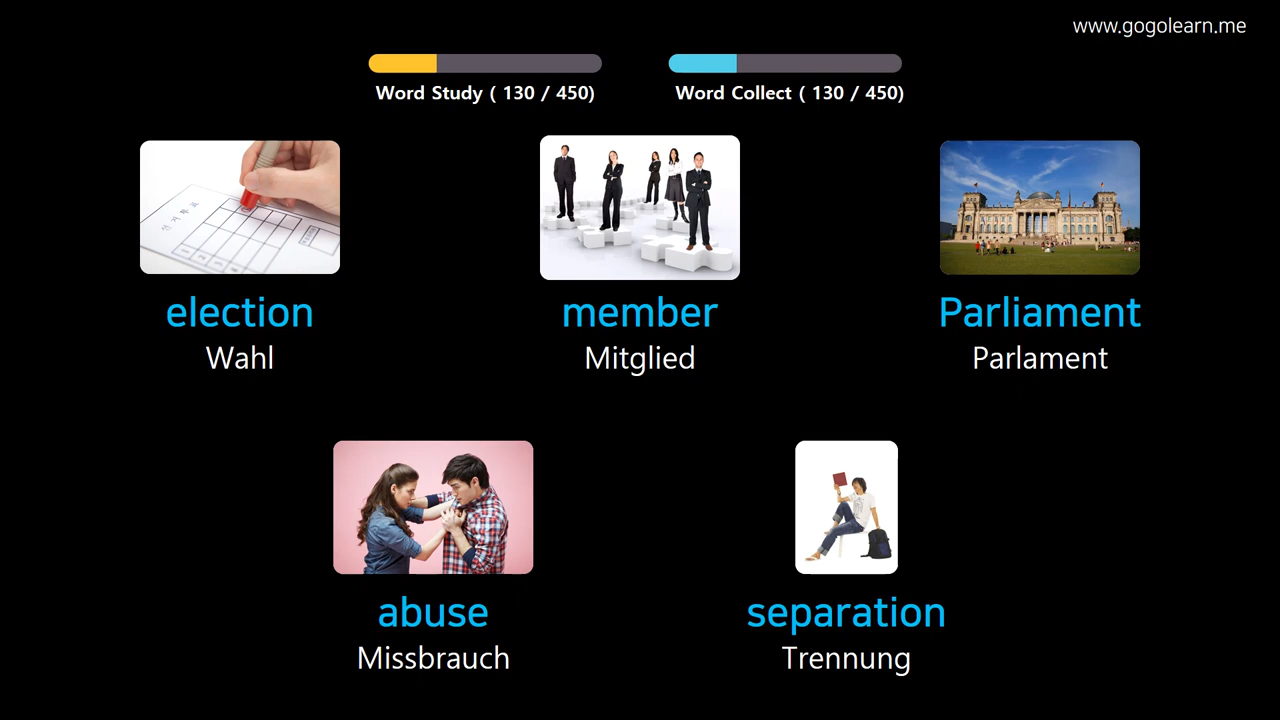 www.gogolearn.me
Word Study ( 130 / 450)
Word Collect ( 130 / 450)
election
Wahl
member
Mitglied
Parliament
Parlament
abuse
Missbrauch
separation
Trennung